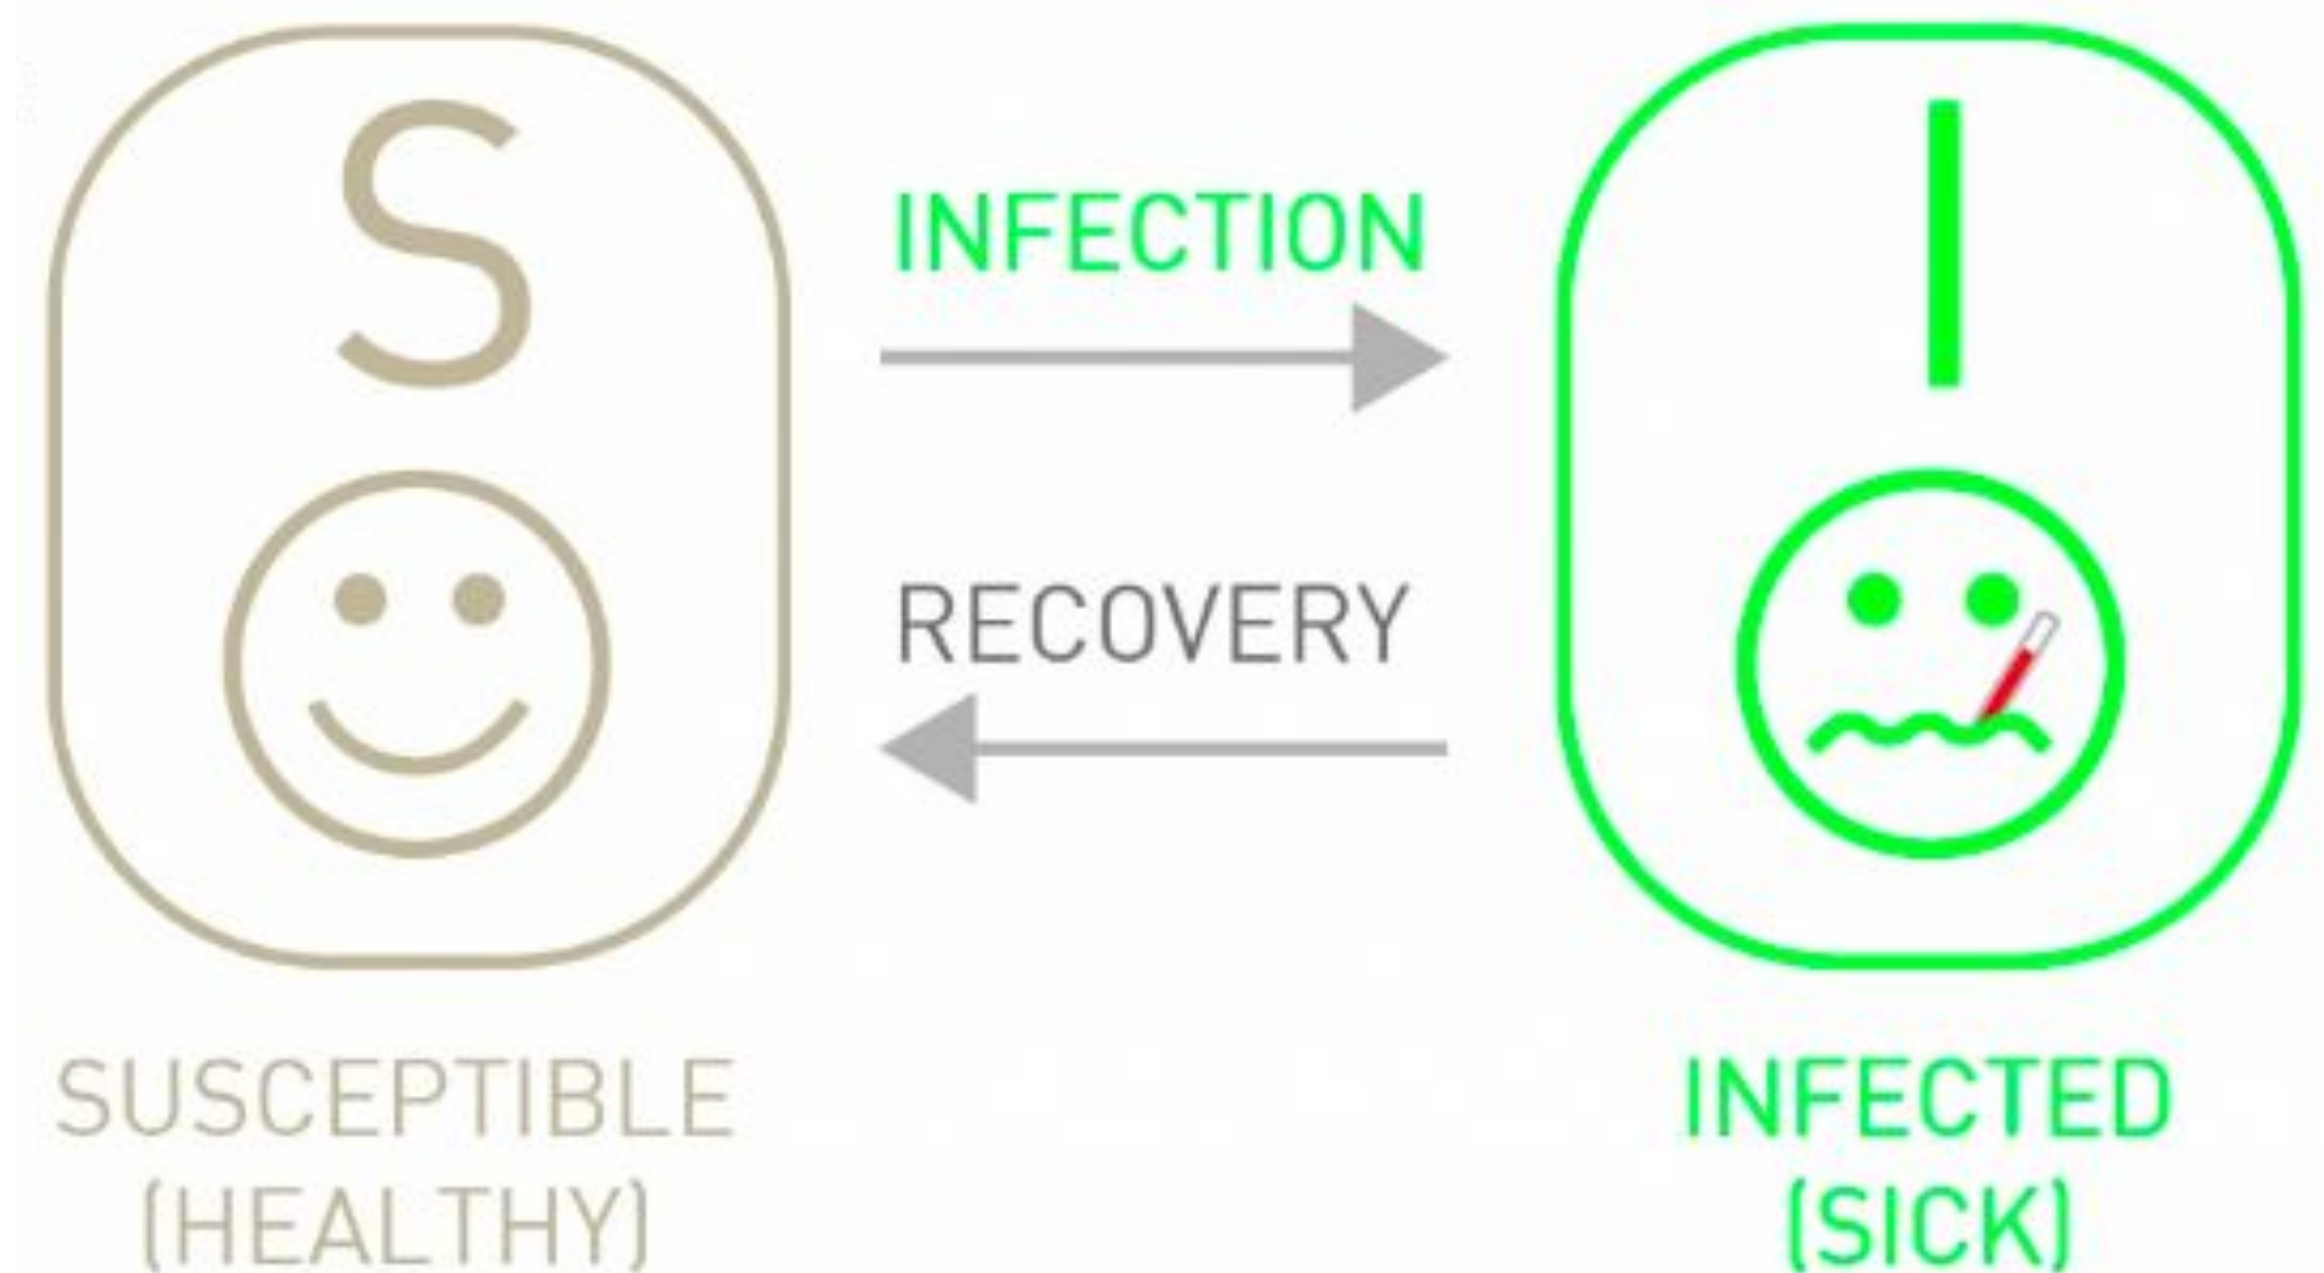 S
INFECTION
I
RECOVERY
SUSCEPTIBLE
(HEALTHY)
INFECTED
(SICK)